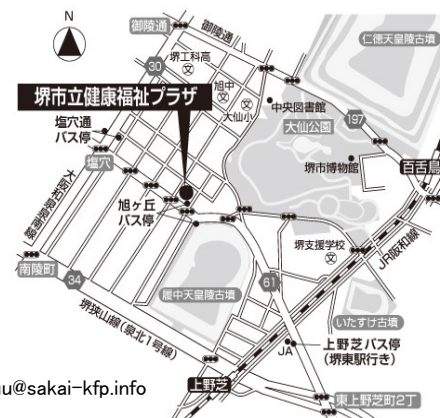 N
御陵通
御陵通
仁徳天皇陵古墳
堺工科高
文
30
旭中
文
文
大仙小
中央図書館
大仙公園
197
堺市立健康福祉プラザ
塩穴通
バス停
塩穴
堺市博物館
百舌鳥
大阪和泉泉南線
旭ヶ丘
バス停
堺支援学校
文
JR阪和線
南陵町
34
履中天皇陵古墳
61
いたすけ古墳
堺狭山線(泉北1号線)
上野芝バス停
(堺東駅行き)
JA
上野芝
東上野芝町2丁
u@sakai-kfp.info